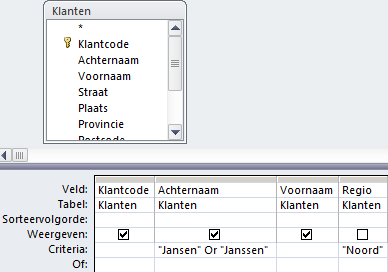 Klanten
*
Klantcode
Achternaam
Voornaam
Straat
Plaats
Provincie
Postcode
Veld: Klantcode Achternaam Voornaam Regio
Tabel: Klanten Klanten Klanten Klanten
Sorteervolgorde:
Weergeven:
Criteria: "Jansen" Or "Janssen" "Noord"
Of: